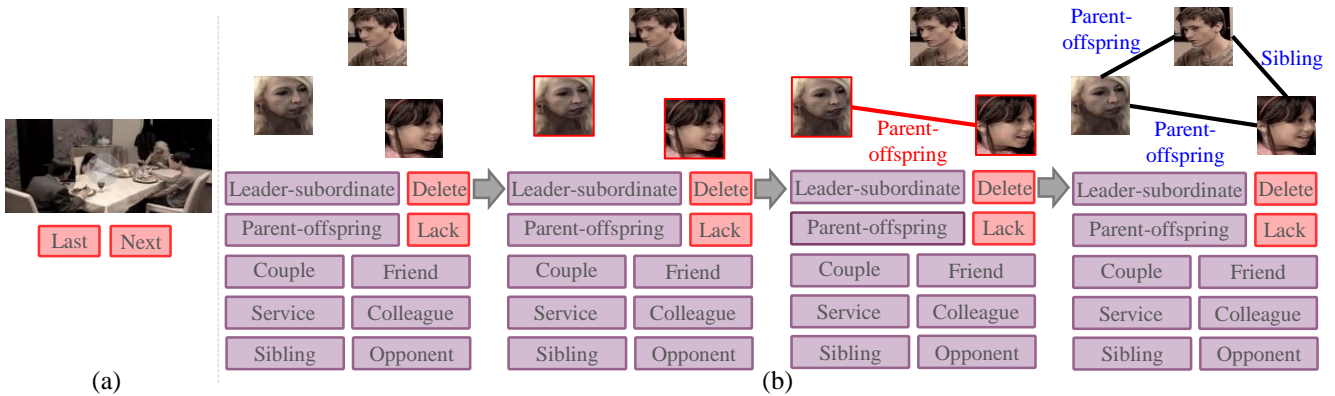 Last
Next
(a)
Leader-subordinate
Delete
Parent-offspring
Lack
Couple
Friend
Service
Colleague
Sibling
Opponent
Leader-subordinate
Delete
Parent-offspring
Lack
Couple
Friend
Service
Colleague
Sibling
Opponent
Parent-
offspring
Leader-subordinate
Delete
Parent-offspring
Lack
Couple
Friend
Service
Colleague
Sibling
Opponent
Parent-
offspring
Sibling
Parent-
offspring
Leader-subordinate
Delete
Parent-offspring
Lack
Couple
Friend
Service
Colleague
Sibling
Opponent
(b)